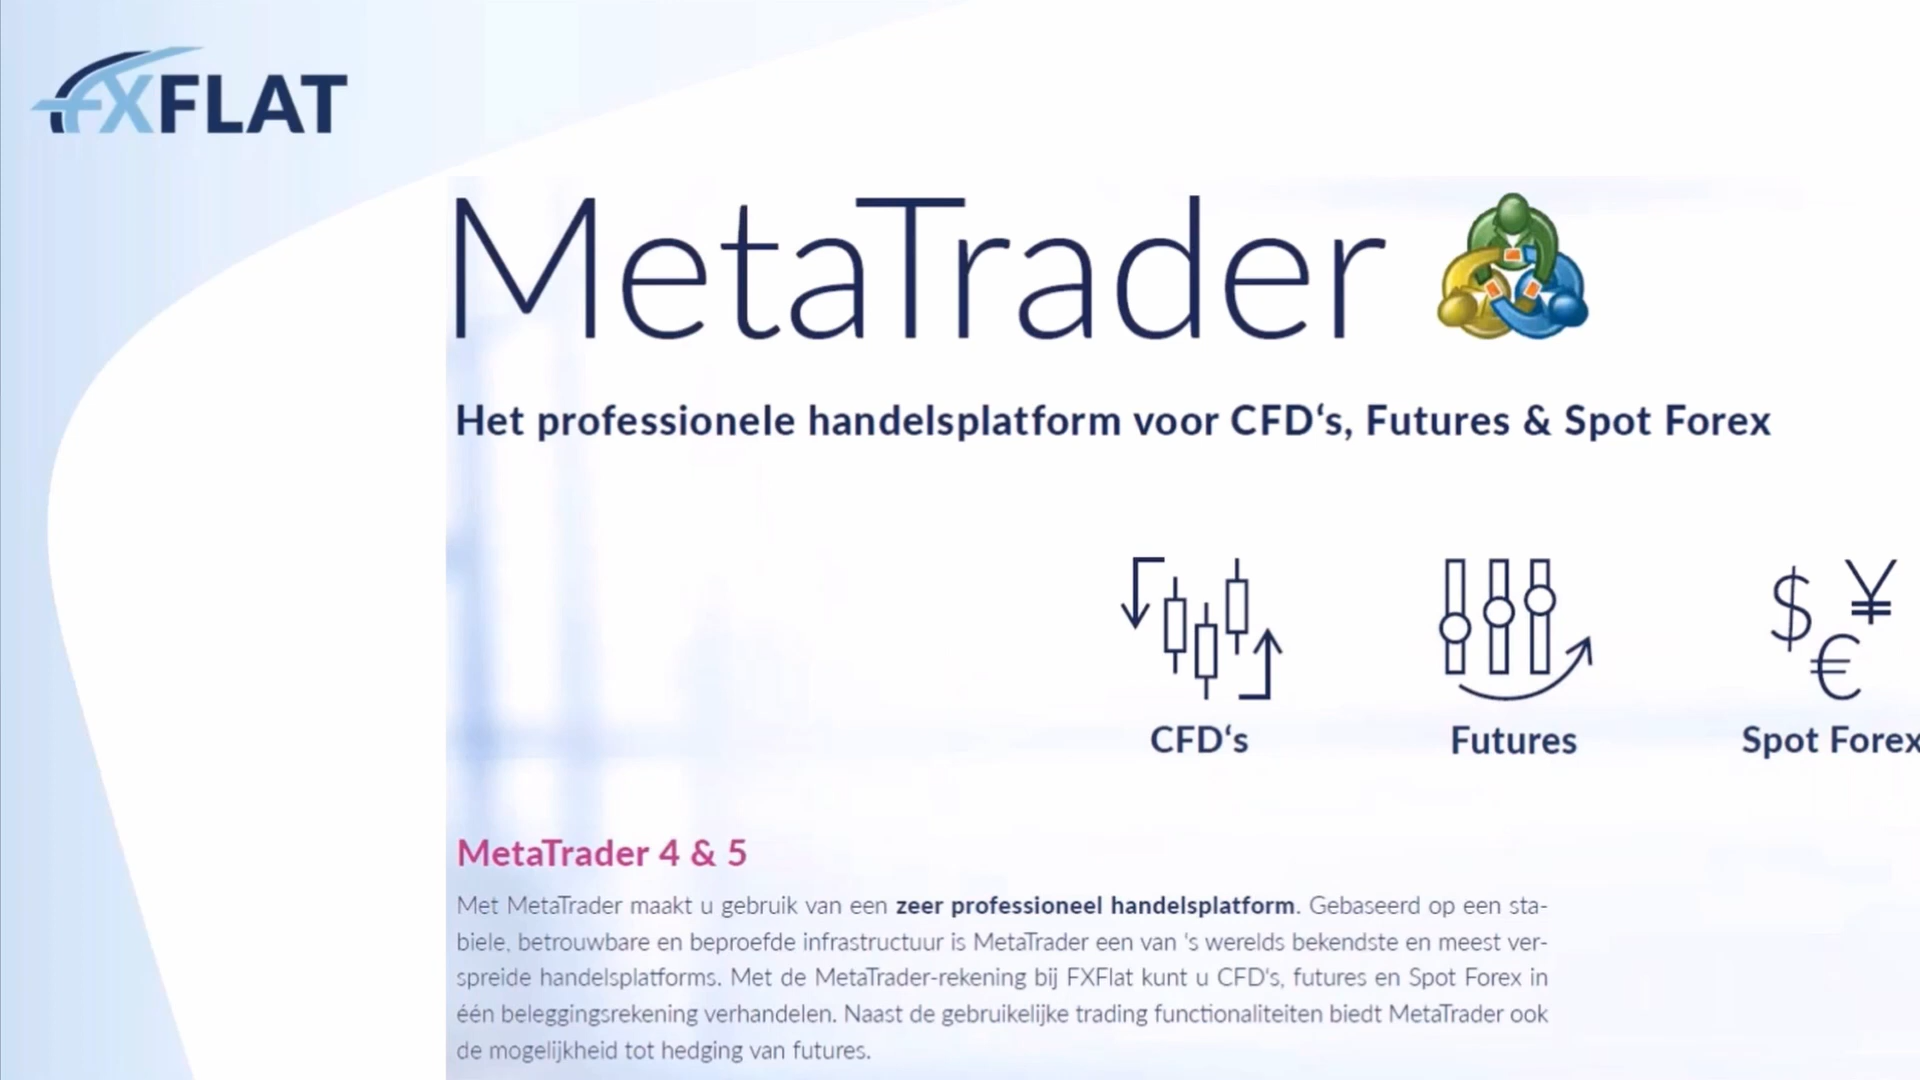 fXFLAT
MetaTrader
Het professionele handelsplatform voor CFD‘s, Futures & Spot Forex
$ ¥
€
CFD‘s Futures Spot Forex
MetaTrader 4 & 5
Met MetaTrader maakt u gebruik van een zeer professioneel handelsplatform. Gebaseerd op een sta-
biele, betrouwbare en beproefde infrastructuur is MetaTrader een van 's werelds bekendste en meest ver-
spreide handelsplatforms. Met de MetaTrader-rekening bij FXFlat kunt u CFD's, futures en Spot Forex in
één beleggingsrekening verhandelen. Naast de gebruikelijke trading functionaliteiten biedt MetaTrader ook
de mogelijkheid tot hedging van futures.